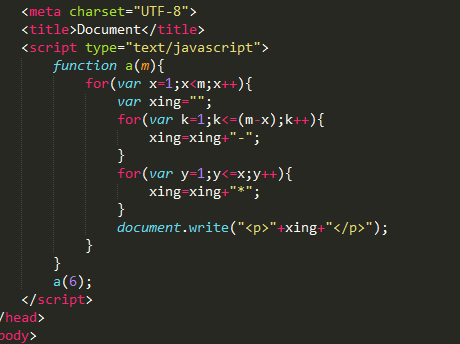 <meta charset="UTF-8">
<title>Document</title>
<script type="text/javascript">
function a(m){
for(var x=1;x<m;x++){
var xing="";
for(var k=1;k<=(m-x);k++){
xing=xing+"-";
}
for(var y=1;y<=x;y++){
xing=xing+"*";
}
document.write("<p>"+xing+"</p>");
}
}
a(6);
</script>
/head>
body>